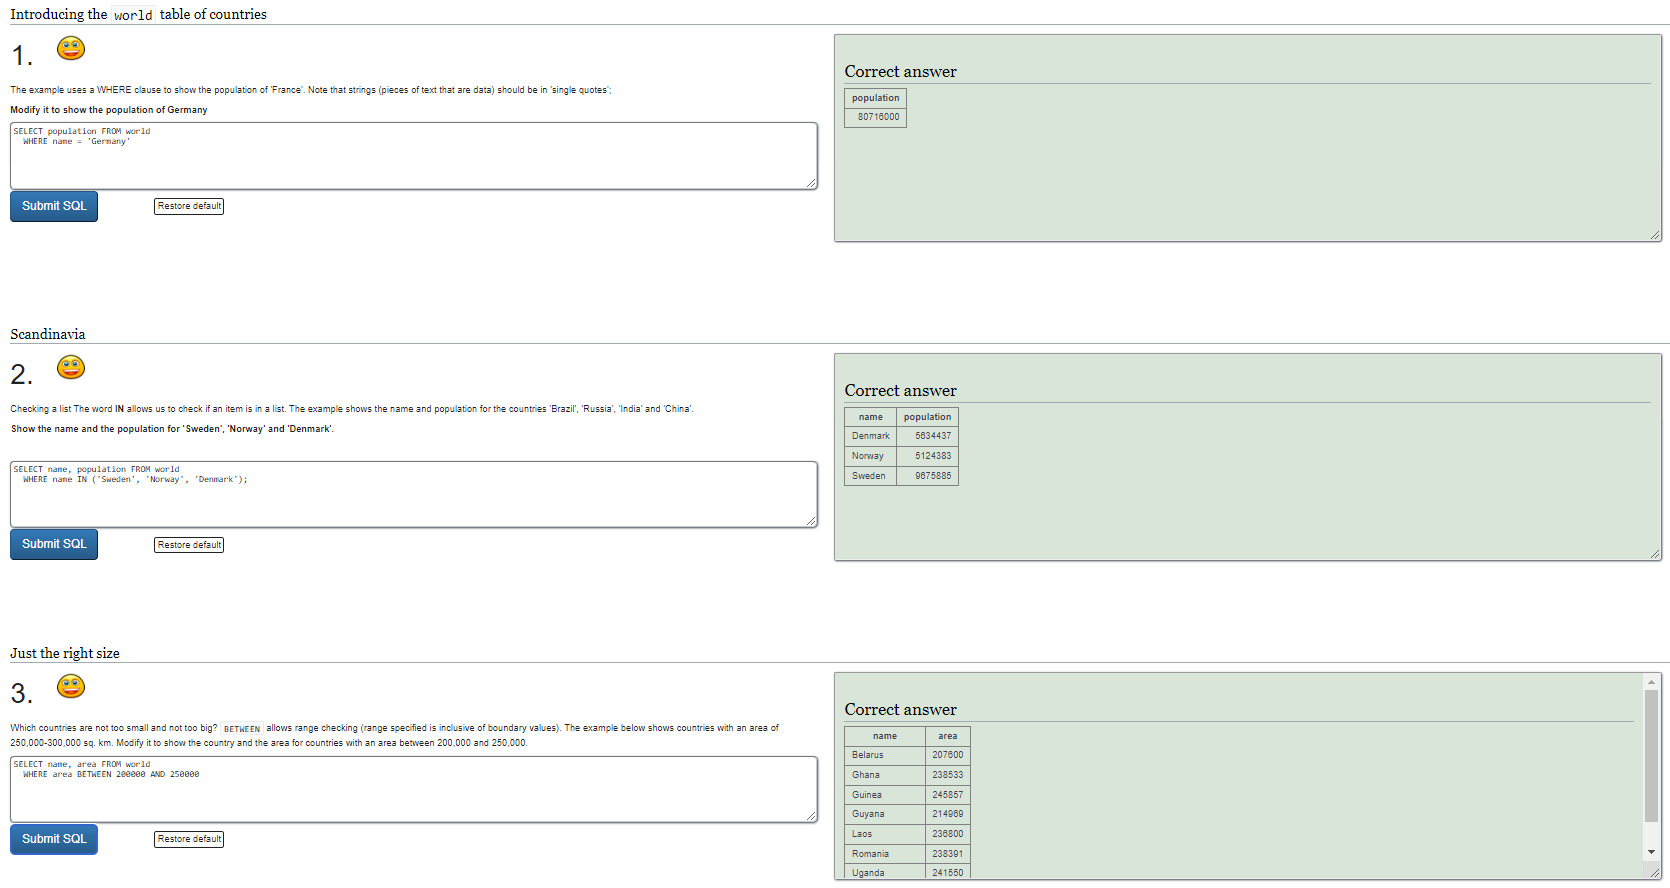 Introducing the world table of countries
1.
The example uses a WHERE clause to show the population of 'France'. Note that strings (pieces of text that are data) should be in 'single quotes';
Modify it to show the population of Germany
SELECT population FROM world
WHERE name = 'Germany'
Submit SQL
Restore default
Correct answer
population
80716000
Scandinavia
2.
Checking a list The word IN allows us to check if an item is in a list. The example shows the name and population for the countries 'Brazil', 'Russia', 'India' and 'China'.
Show the name and the population for 'Sweden', 'Norway' and 'Denmark'.
SELECT name, population FROM world
WHERE name IN ('Sweden', 'Norway', 'Denmark');
Submit SQL
Restore default
Correct answer
name population
Denmark 5634437
Norway 5124383
Sweden 9675885
Just the right size
3.
Which countries are not too small and not too big? BETWEEN allows range checking (range specified is inclusive of boundary values). The example below shows countries with an area of
250,000-300,000 sq. km. Modify it to show the country and the area for countries with an area between 200,000 and 250,000.
SELECT name, area FROM world
WHERE area BETWEEN 200000 AND 250000
Submit SQL
Restore default
Correct answer
name area
Belarus 207600
Ghana 238533
Guinea 245857
Guyana 214969
Laos 236800
Romania 238391
Uganda 241550